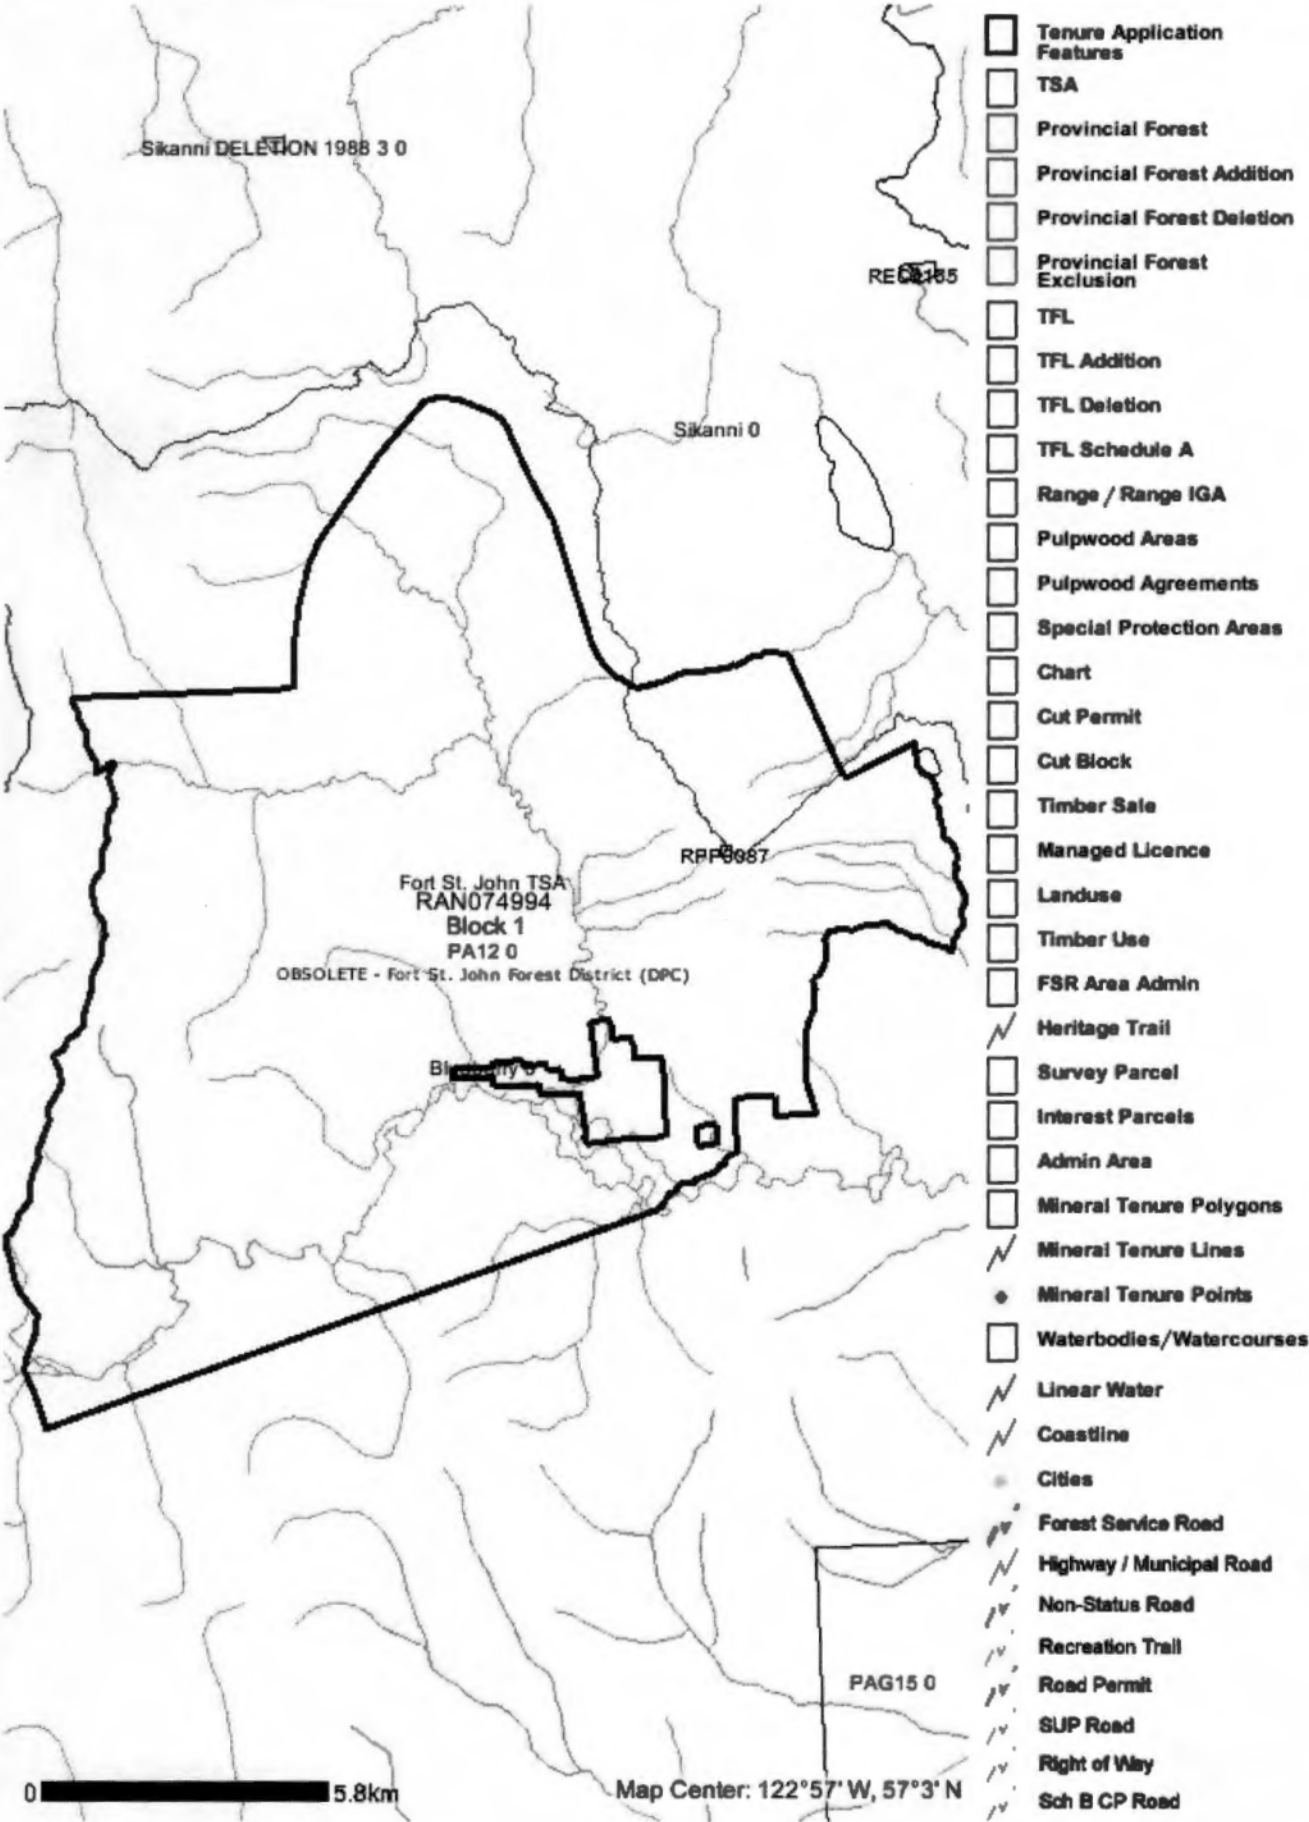 Sikanni DELETION 1988 3 0
Sikanni 0
Fort St. John TSA
RAN074994
Block 1
PA12 0
OBSOLETE - Fort St. John Forest District (DPC)
PAG15 0
0 5.8km
Map Center: 122°57' W, 57°3' N
Tenure Application
Features
TSA
Provincial Forest
Provincial Forest Addition
Provincial Forest Deletion
Provincial Forest
Exclusion
TFL
TFL Addition
TFL Deletion
TFL Schedule A
Range / Range IGA
Pulpwood Areas
Pulpwood Agreements
Special Protection Areas
Chart
Cut Permit
Cut Block
Timber Sale
Managed Licence
Landuse
Timber Use
FSR Area Admin
Heritage Trail
Survey Parcel
Interest Parcels
Admin Area
Mineral Tenure Polygons
Mineral Tenure Lines
Mineral Tenure Points
Waterbodies/Watercourses
Linear Water
Coastline
Cities
Forest Service Road
Highway / Municipal Road
Non-Status Road
Recreation Trail
Road Permit
SUP Road
Right of Way
Sch B CP Road